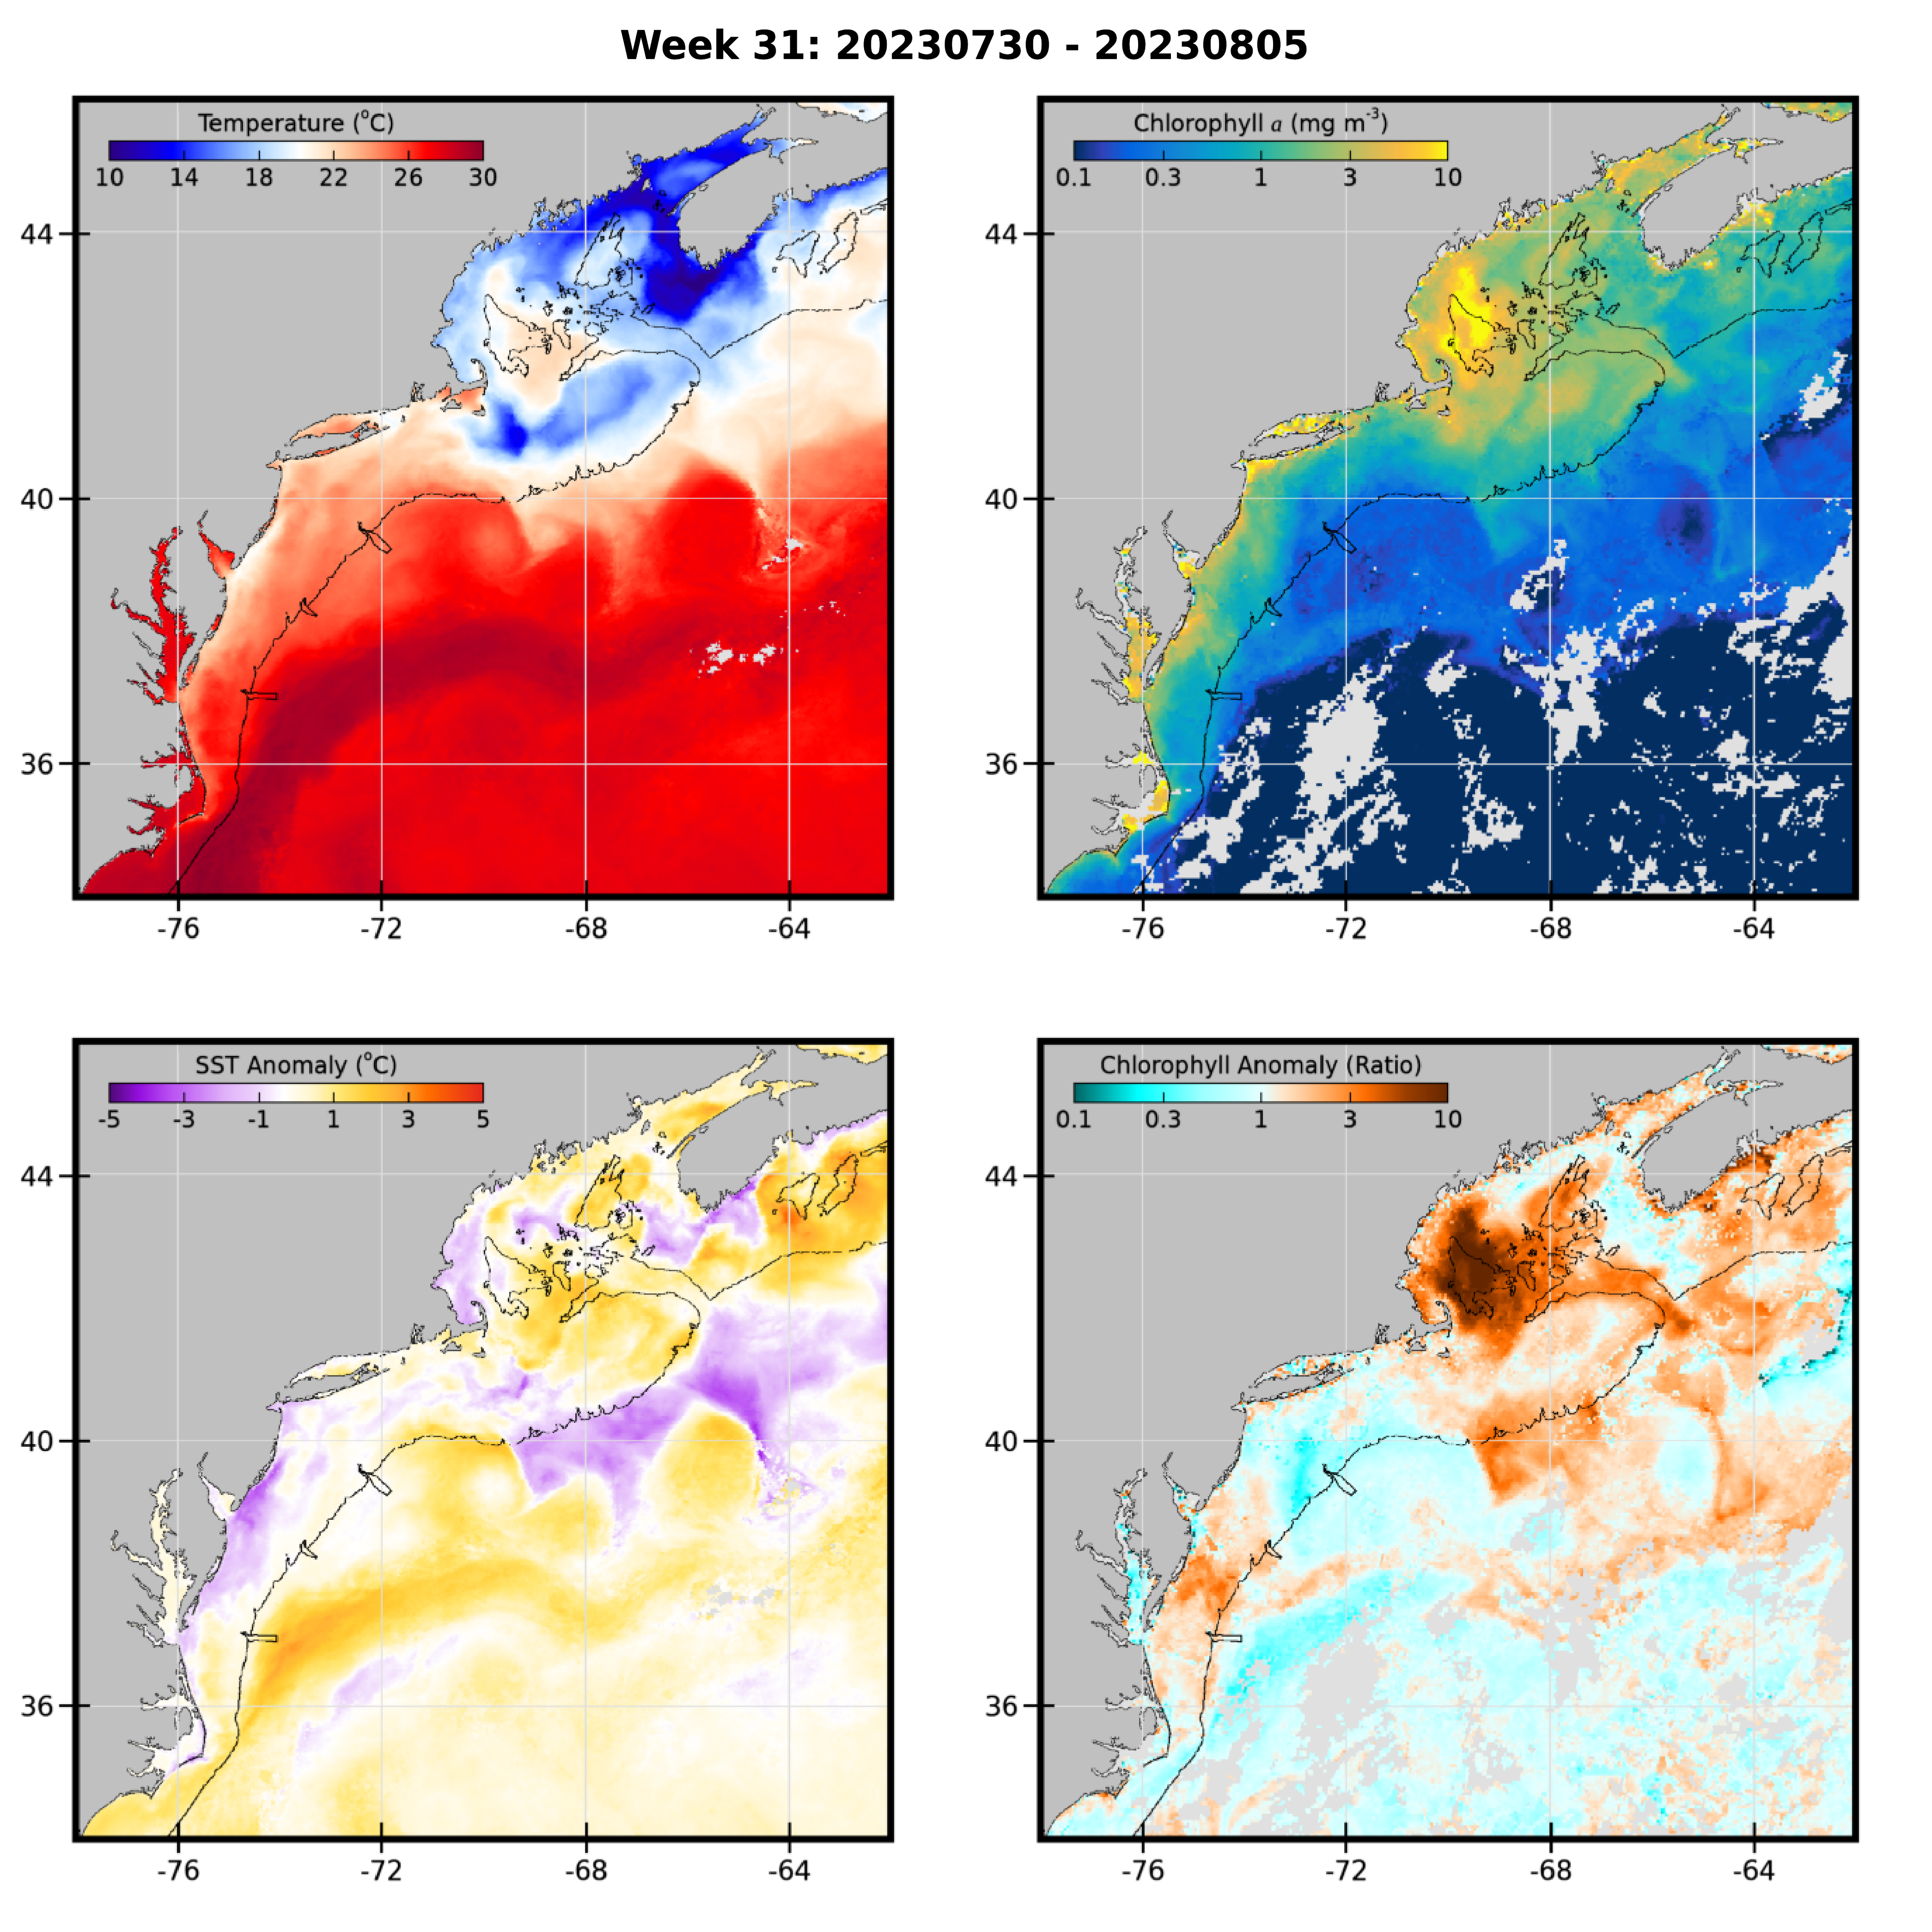 Week 31: 20230730 - 20230805
Temperature (°C)
10 14 18 22 26 30
44
40
36
-76 -72 -68 -64
Chlorophyll a (mg m⁻³)
0.1 0.3 1 3 10
44
40
36
-76 -72 -68 -64
SST Anomaly (°C)
-5 -3 -1 1 3 5
44
40
36
-76 -72 -68 -64
Chlorophyll Anomaly (Ratio)
0.1 0.3 1 3 10
44
40
36
-76 -72 -68 -64